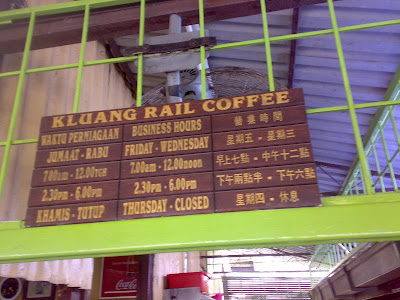 KLUANG RAIL COFFEE
WAKTU PERNIAGAAN BUSINESS HOURS 營業時間
JUMAAT - RABU FRIDAY - WEDNESDAY 星期五 - 星期三
7.00am - 12.00TGH 7.00am - 12.00noon 早上七點 - 中午十二點
2.30PM - 6.00PM 2.30PM - 6.00PM 下午兩點半 - 下午六點
KHAMIS - TUTUP THURSDAY - CLOSED 星期四 - 休息
Coca-Cola